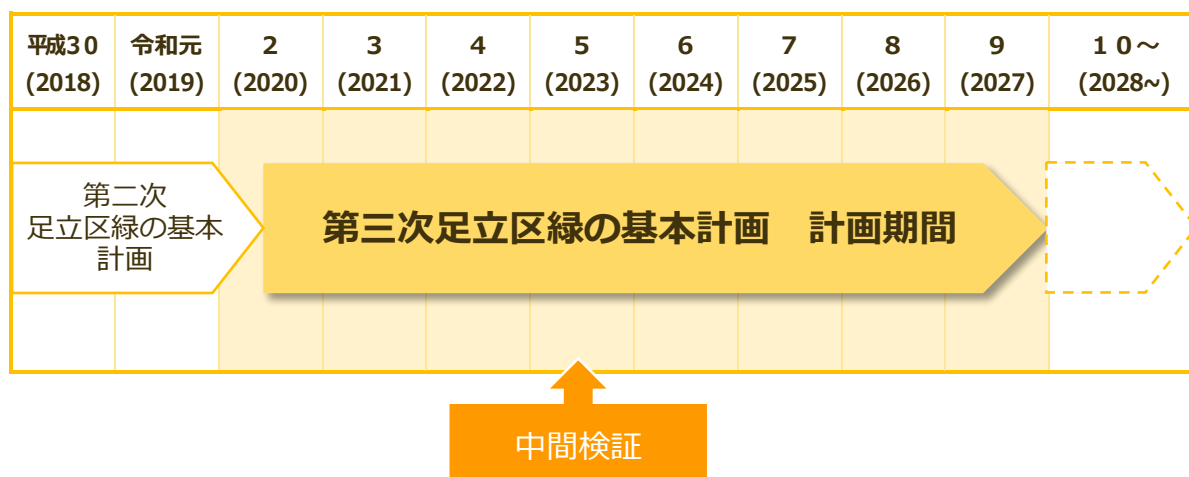 平成30 令和元 2 3 4 5 6 7 8 9 10～
(2018) (2019) (2020) (2021) (2022) (2023) (2024) (2025) (2026) (2027) (2028~)
第二次
足立区緑の基本
計画
第三次足立区緑の基本計画　計画期間
中間検証